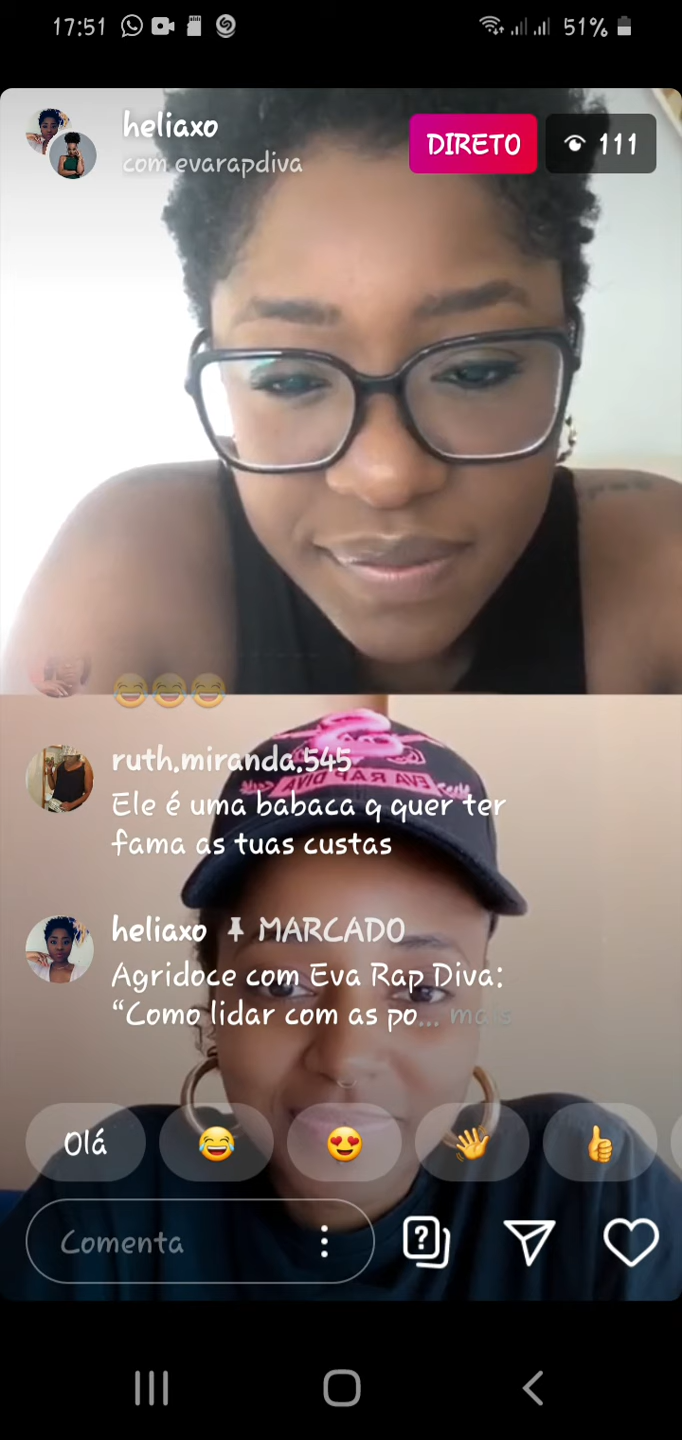 17:51
51%
heliaxo
com evarapdiva
DIRETO
111
😂😂😂
ruth.miranda.545
Ele é uma babaca q quer ter
fama as tuas custas
EVA RAP DIVA
heliaxo MARCADO
Agridoce com Eva Rap Diva:
“Como lidar com as po... mais
Olá
Comenta